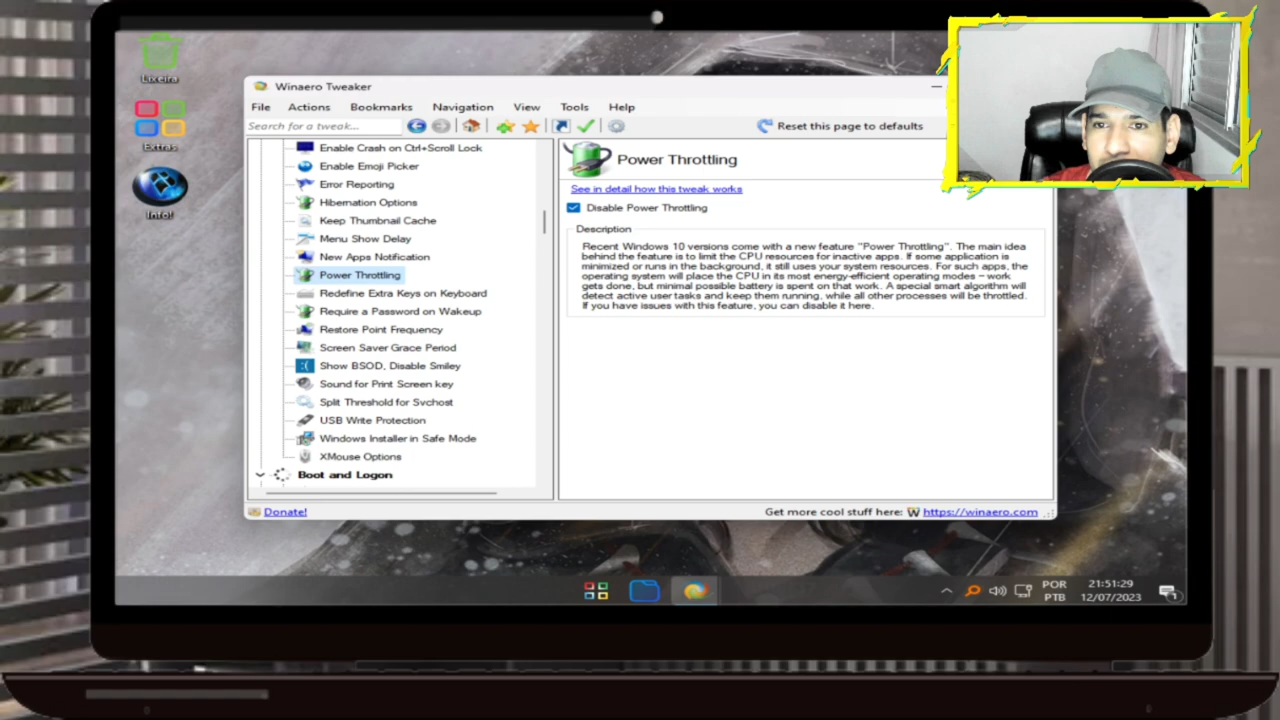 Lixeira
Extras
Info!
Winaero Tweaker
File Actions Bookmarks Navigation View Tools Help
Search for a tweak...
Reset this page to defaults
Enable Crash on Ctrl+Scroll Lock
Enable Emoji Picker
Error Reporting
Hibernation Options
Keep Thumbnail Cache
Menu Show Delay
New Apps Notification
Power Throttling
Redefine Extra Keys on Keyboard
Require a Password on Wakeup
Restore Point Frequency
Screen Saver Grace Period
Show BSOD, Disable Smiley
Sound for Print Screen key
Split Threshold for Svchost
USB Write Protection
Windows Installer in Safe Mode
XMouse Options
Boot and Logon
Power Throttling
See in detail how this tweak works
Disable Power Throttling
Description
Recent Windows 10 versions come with a new feature "Power Throttling". The main idea
behind the feature is to limit the CPU resources for inactive apps. If some application is
minimized or runs in the background, it still uses your system resources. For such apps, the
operating system will place the CPU in its most energy-efficient operating modes - work
gets done, but minimal possible battery is spent on that work. A special smart algorithm will
detect active user tasks and keep them running, while all other processes will be throttled.
If you have issues with this feature, you can disable it here.
Donate!
Get more cool stuff here: W https://winaero.com
POR
PTB
21:51:29
12/07/2023
1